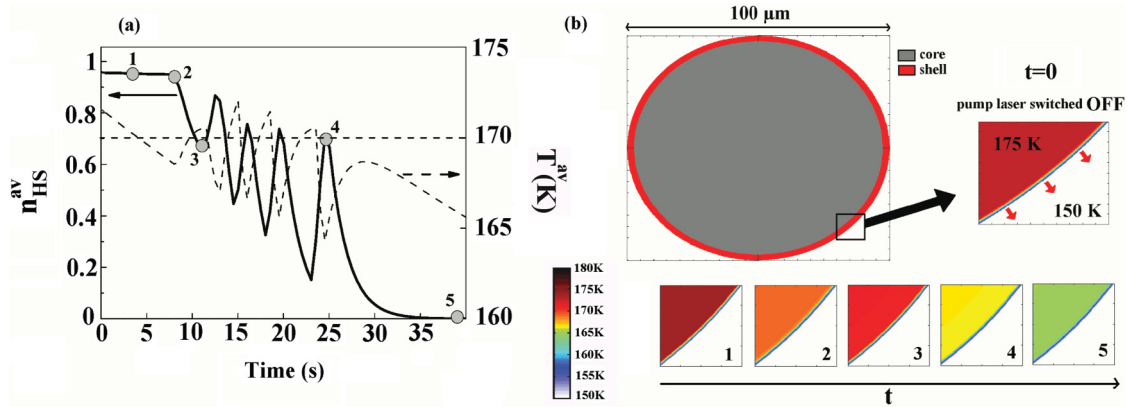 (a)
1
0.8
0.6
0.4
0.2
0
n_HS^av
0 5 10 15 20 25 30 35
Time (s)
175
170
165
160
T^av(K)
1
2
3
4
5
180K
175K
170K
165K
160K
155K
150K
(b)
100 μm
core
shell
t=0
pump laser switched OFF
175 K
150 K
1
2
3
4
5
t